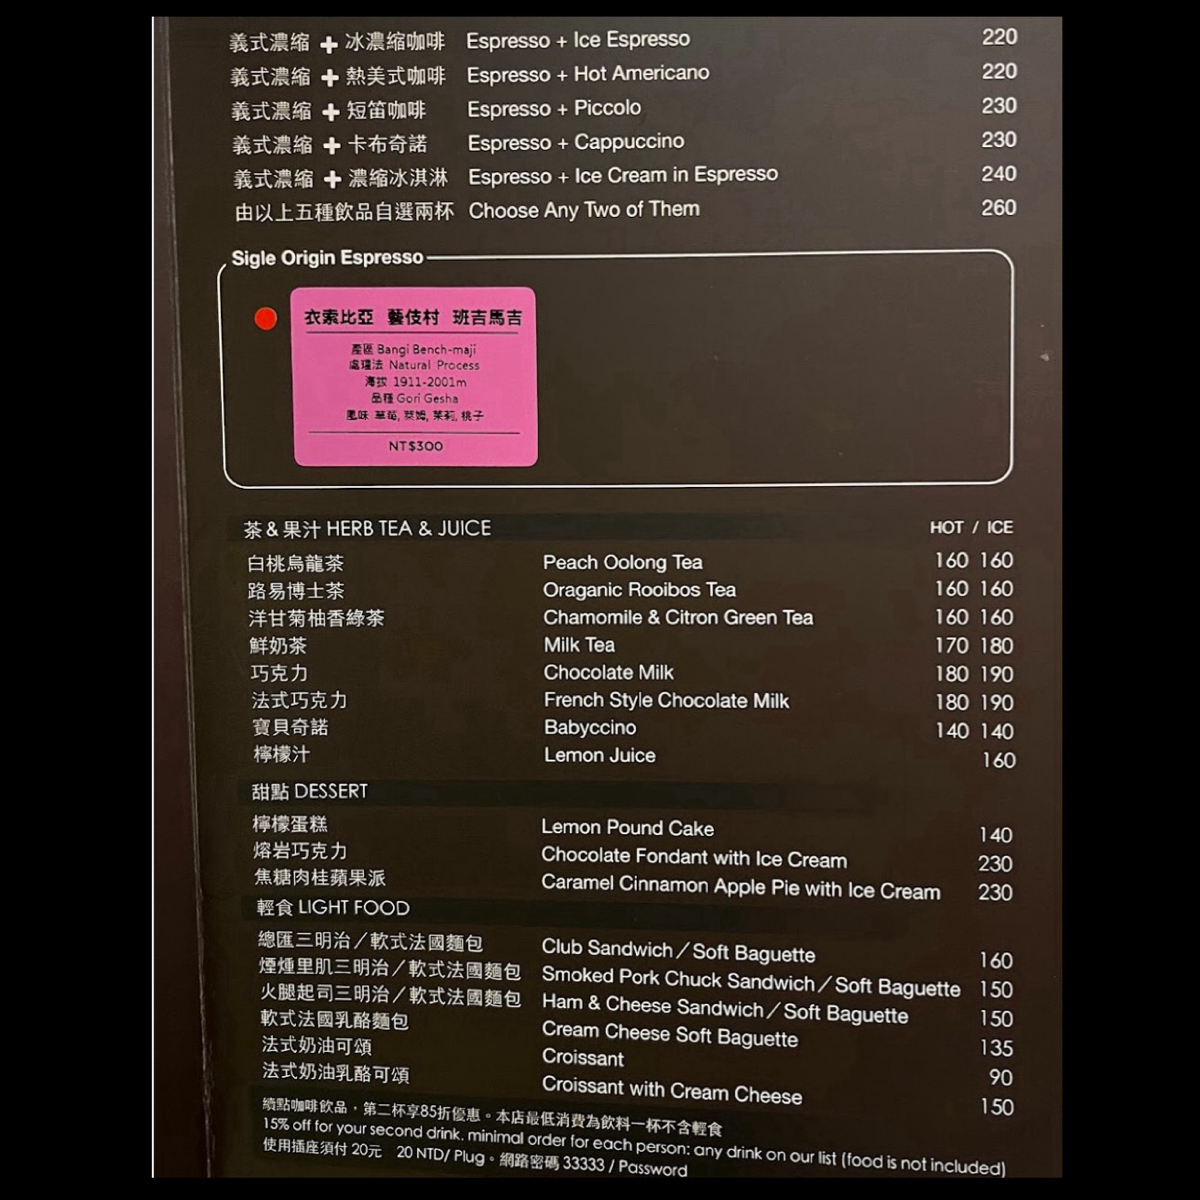 義式濃縮 + 冰濃縮咖啡 Espresso + Ice Espresso 220
義式濃縮 + 熱美式咖啡 Espresso + Hot Americano 220
義式濃縮 + 短笛咖啡 Espresso + Piccolo 230
義式濃縮 + 卡布奇諾 Espresso + Cappuccino 230
義式濃縮 + 濃縮冰淇淋 Espresso + Ice Cream in Espresso 240
由以上五種飲品自選兩杯 Choose Any Two of Them 260
Sigle Origin Espresso
衣索比亞 藝伎村 班吉馬吉
產區 Bangi Bench-maji
處理法 Natural Process
海拔 1911-2001m
品種 Gori Gesha
風味 草莓, 萊姆, 茉莉, 桃子
NT$300
茶 & 果汁 HERB TEA & JUICE HOT / ICE
白桃烏龍茶 Peach Oolong Tea 160 160
路易博士茶 Oraganic Rooibos Tea 160 160
洋甘菊柚香綠茶 Chamomile & Citron Green Tea 160 160
鮮奶茶 Milk Tea 170 180
巧克力 Chocolate Milk 180 190
法式巧克力 French Style Chocolate Milk 180 190
寶貝奇諾 Babyccino 140 140
檸檬汁 Lemon Juice 160
甜點 DESSERT
檸檬蛋糕 Lemon Pound Cake 140
熔岩巧克力 Chocolate Fondant with Ice Cream 230
焦糖肉桂蘋果派 Caramel Cinnamon Apple Pie with Ice Cream 230
輕食 LIGHT FOOD
總匯三明治／軟式法國麵包 Club Sandwich／Soft Baguette 160
煙燻里肌三明治／軟式法國麵包 Smoked Pork Chuck Sandwich／Soft Baguette 150
火腿起司三明治／軟式法國麵包 Ham & Cheese Sandwich／Soft Baguette 150
軟式法國乳酪麵包 Cream Cheese Soft Baguette 135
法式奶油可頌 Croissant 90
法式奶油乳酪可頌 Croissant with Cream Cheese 150
續點咖啡飲品，第二杯享85折優惠。本店最低消費為飲料一杯不含輕食
15% off for your second drink. minimal order for each person: any drink on our list (food is not included)
使用插座須付 20元 20 NTD/ Plug。網路密碼 33333 / Password